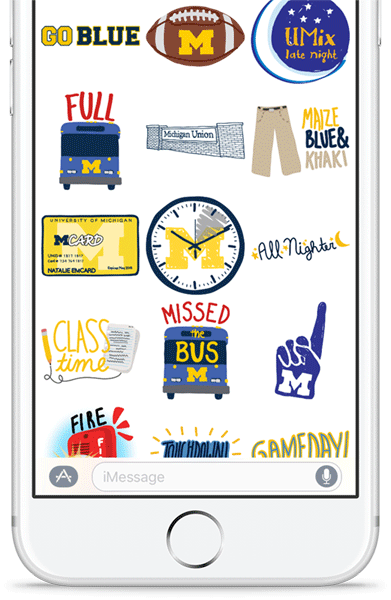 GO BLUE
M
UMix
late night
FULL
M
Michigan Union
MAIZE
BLUE&
KHAKI
UNIVERSITY OF MICHIGAN
MCARD
NATALIE EMCARD
M
All-Nighter
CLASS
time
MISSED
the
BUS
M
M
FIRE
TOUCHDOWN!
GAMEDAY!
iMessage